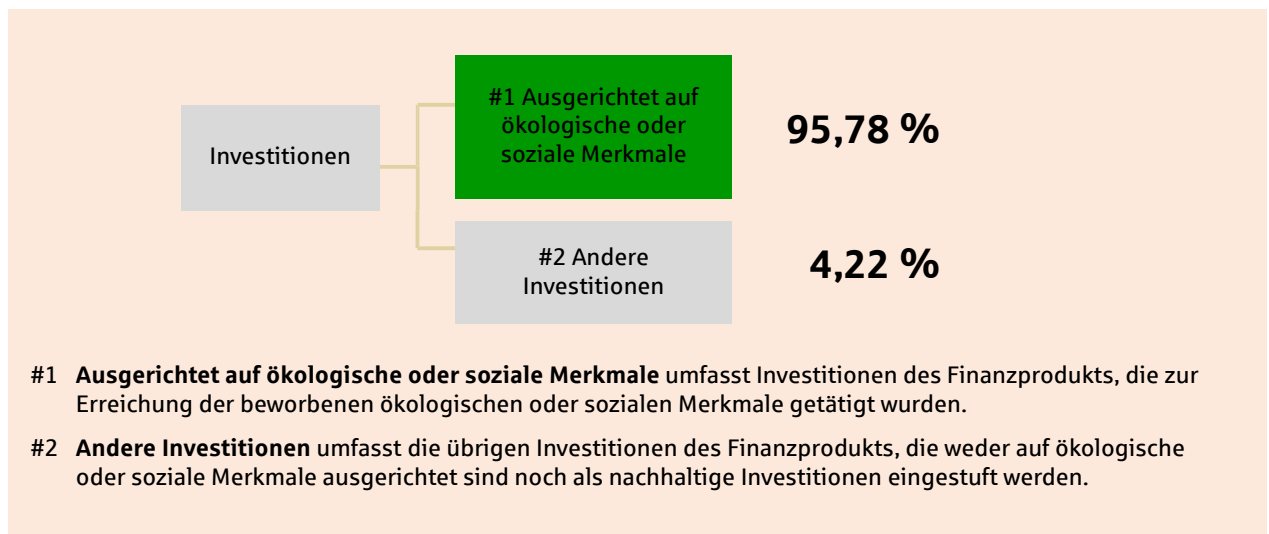 #1 Ausgerichtet auf
ökologische oder
soziale Merkmale
95,78 %
Investitionen
#2 Andere
Investitionen
4,22 %
#1 Ausgerichtet auf ökologische oder soziale Merkmale umfasst Investitionen des Finanzprodukts, die zur
Erreichung der beworbenen ökologischen oder sozialen Merkmale getätigt wurden.
#2 Andere Investitionen umfasst die übrigen Investitionen des Finanzprodukts, die weder auf ökologische
oder soziale Merkmale ausgerichtet sind noch als nachhaltige Investitionen eingestuft werden.